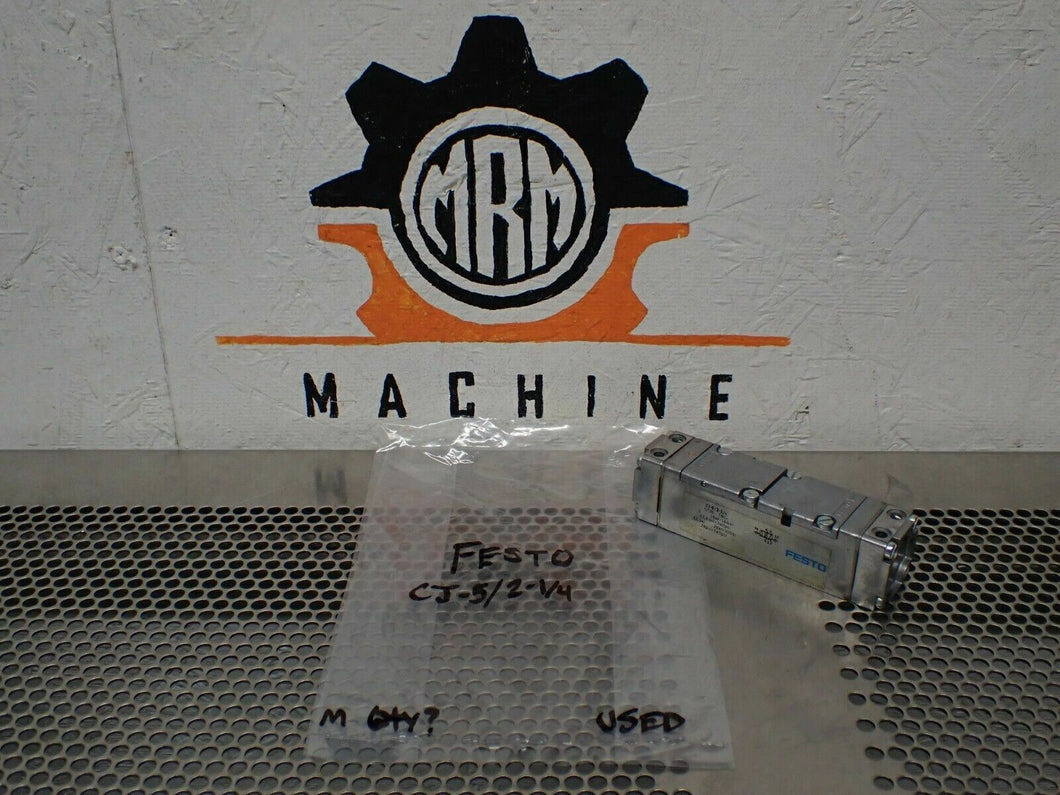 MRM
MACHINE
FESTO
CJ-5/2-1/4
M Qty?
USED
FESTO